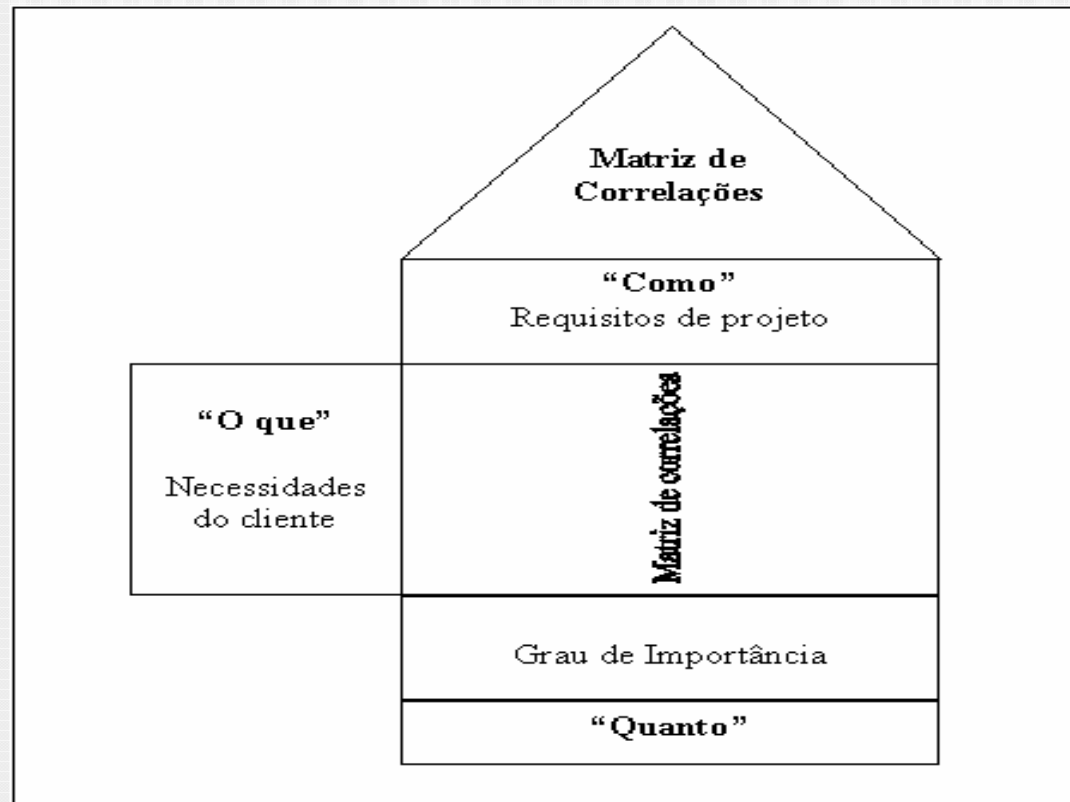 Matriz de
Correlações
“Como”
Requisitos de projeto
“O que”
Necessidades
do cliente
Matriz de correlações
Grau de Importância
“Quanto”